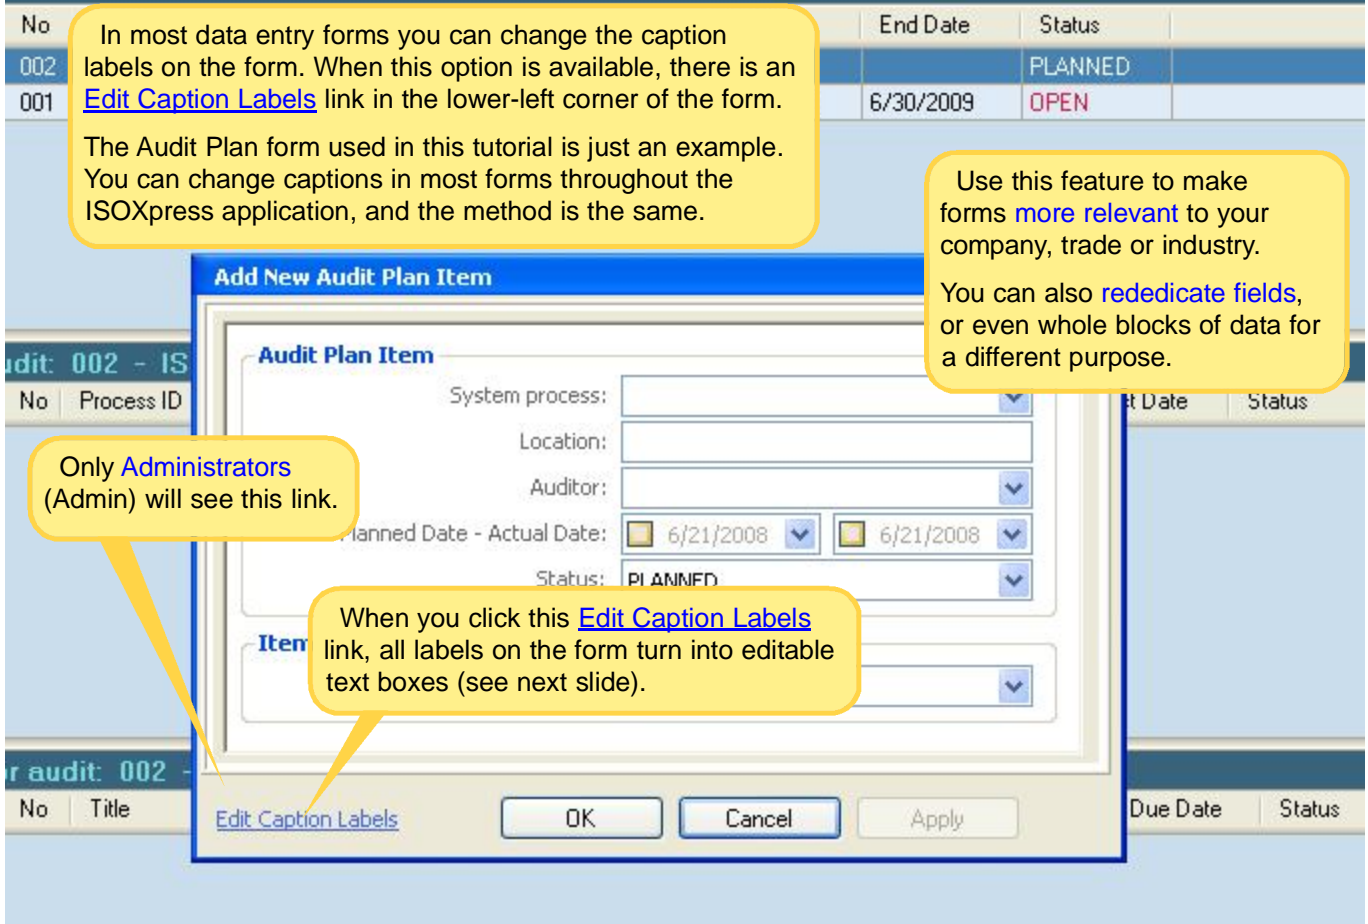 No
End Date
Status
002
PLANNED
001
6/30/2009
OPEN
In most data entry forms you can change the caption
labels on the form. When this option is available, there is an
Edit Caption Labels link in the lower-left corner of the form.
The Audit Plan form used in this tutorial is just an example.
You can change captions in most forms throughout the
ISOXpress application, and the method is the same.
Use this feature to make
forms more relevant to your
company, trade or industry.
You can also rededicate fields,
or even whole blocks of data for
a different purpose.
Add New Audit Plan Item
Audit Plan Item
System process:
Location:
Auditor:
Planned Date - Actual Date:
6/21/2008
6/21/2008
Status:
PLANNED
Item
002 - IS
No
Process ID
Date
Status
Only Administrators
(Admin) will see this link.
When you click this Edit Caption Labels
link, all labels on the form turn into editable
text boxes (see next slide).
audit: 002 -
No
Title
Due Date
Status
Edit Caption Labels
OK
Cancel
Apply